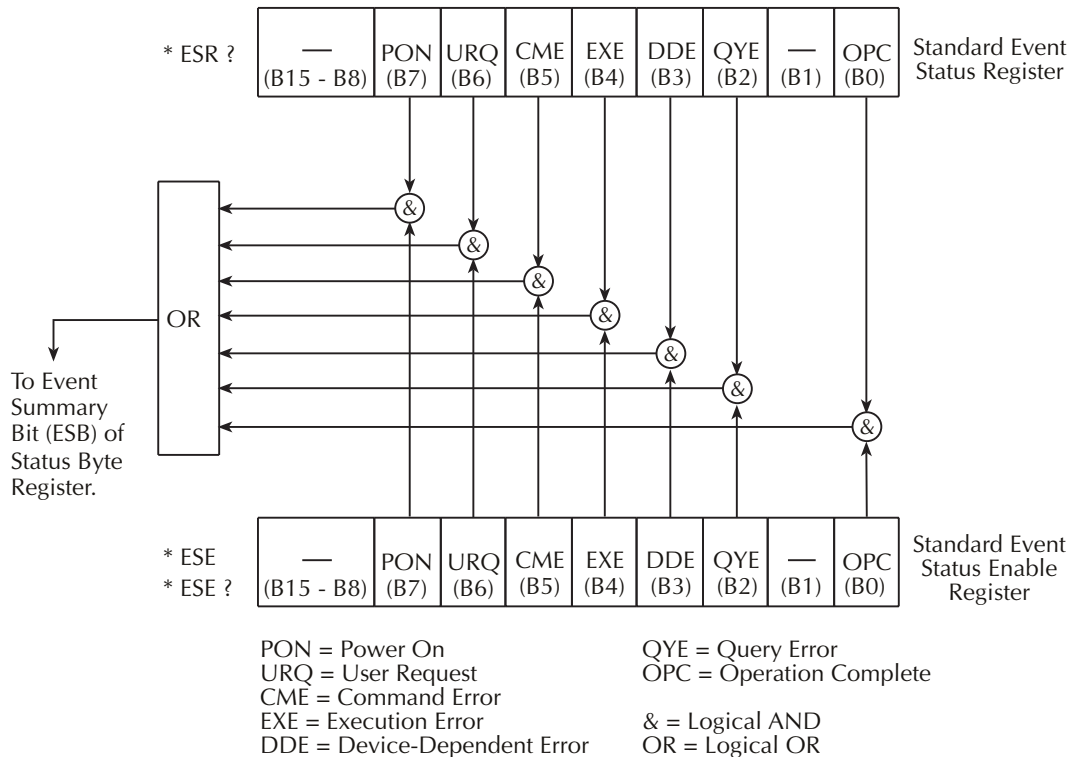 * ESR ?
— PON URQ CME EXE DDE QYE — OPC
(B15 - B8) (B7) (B6) (B5) (B4) (B3) (B2) (B1) (B0)
Standard Event
Status Register
&
&
&
OR
&
&
&
&
To Event
Summary
Bit (ESB) of
Status Byte
Register.
* ESE
* ESE ?
— PON URQ CME EXE DDE QYE — OPC
(B15 - B8) (B7) (B6) (B5) (B4) (B3) (B2) (B1) (B0)
Standard Event
Status Enable
Register
PON = Power On
URQ = User Request
CME = Command Error
EXE = Execution Error
DDE = Device-Dependent Error
QYE = Query Error
OPC = Operation Complete
& = Logical AND
OR = Logical OR